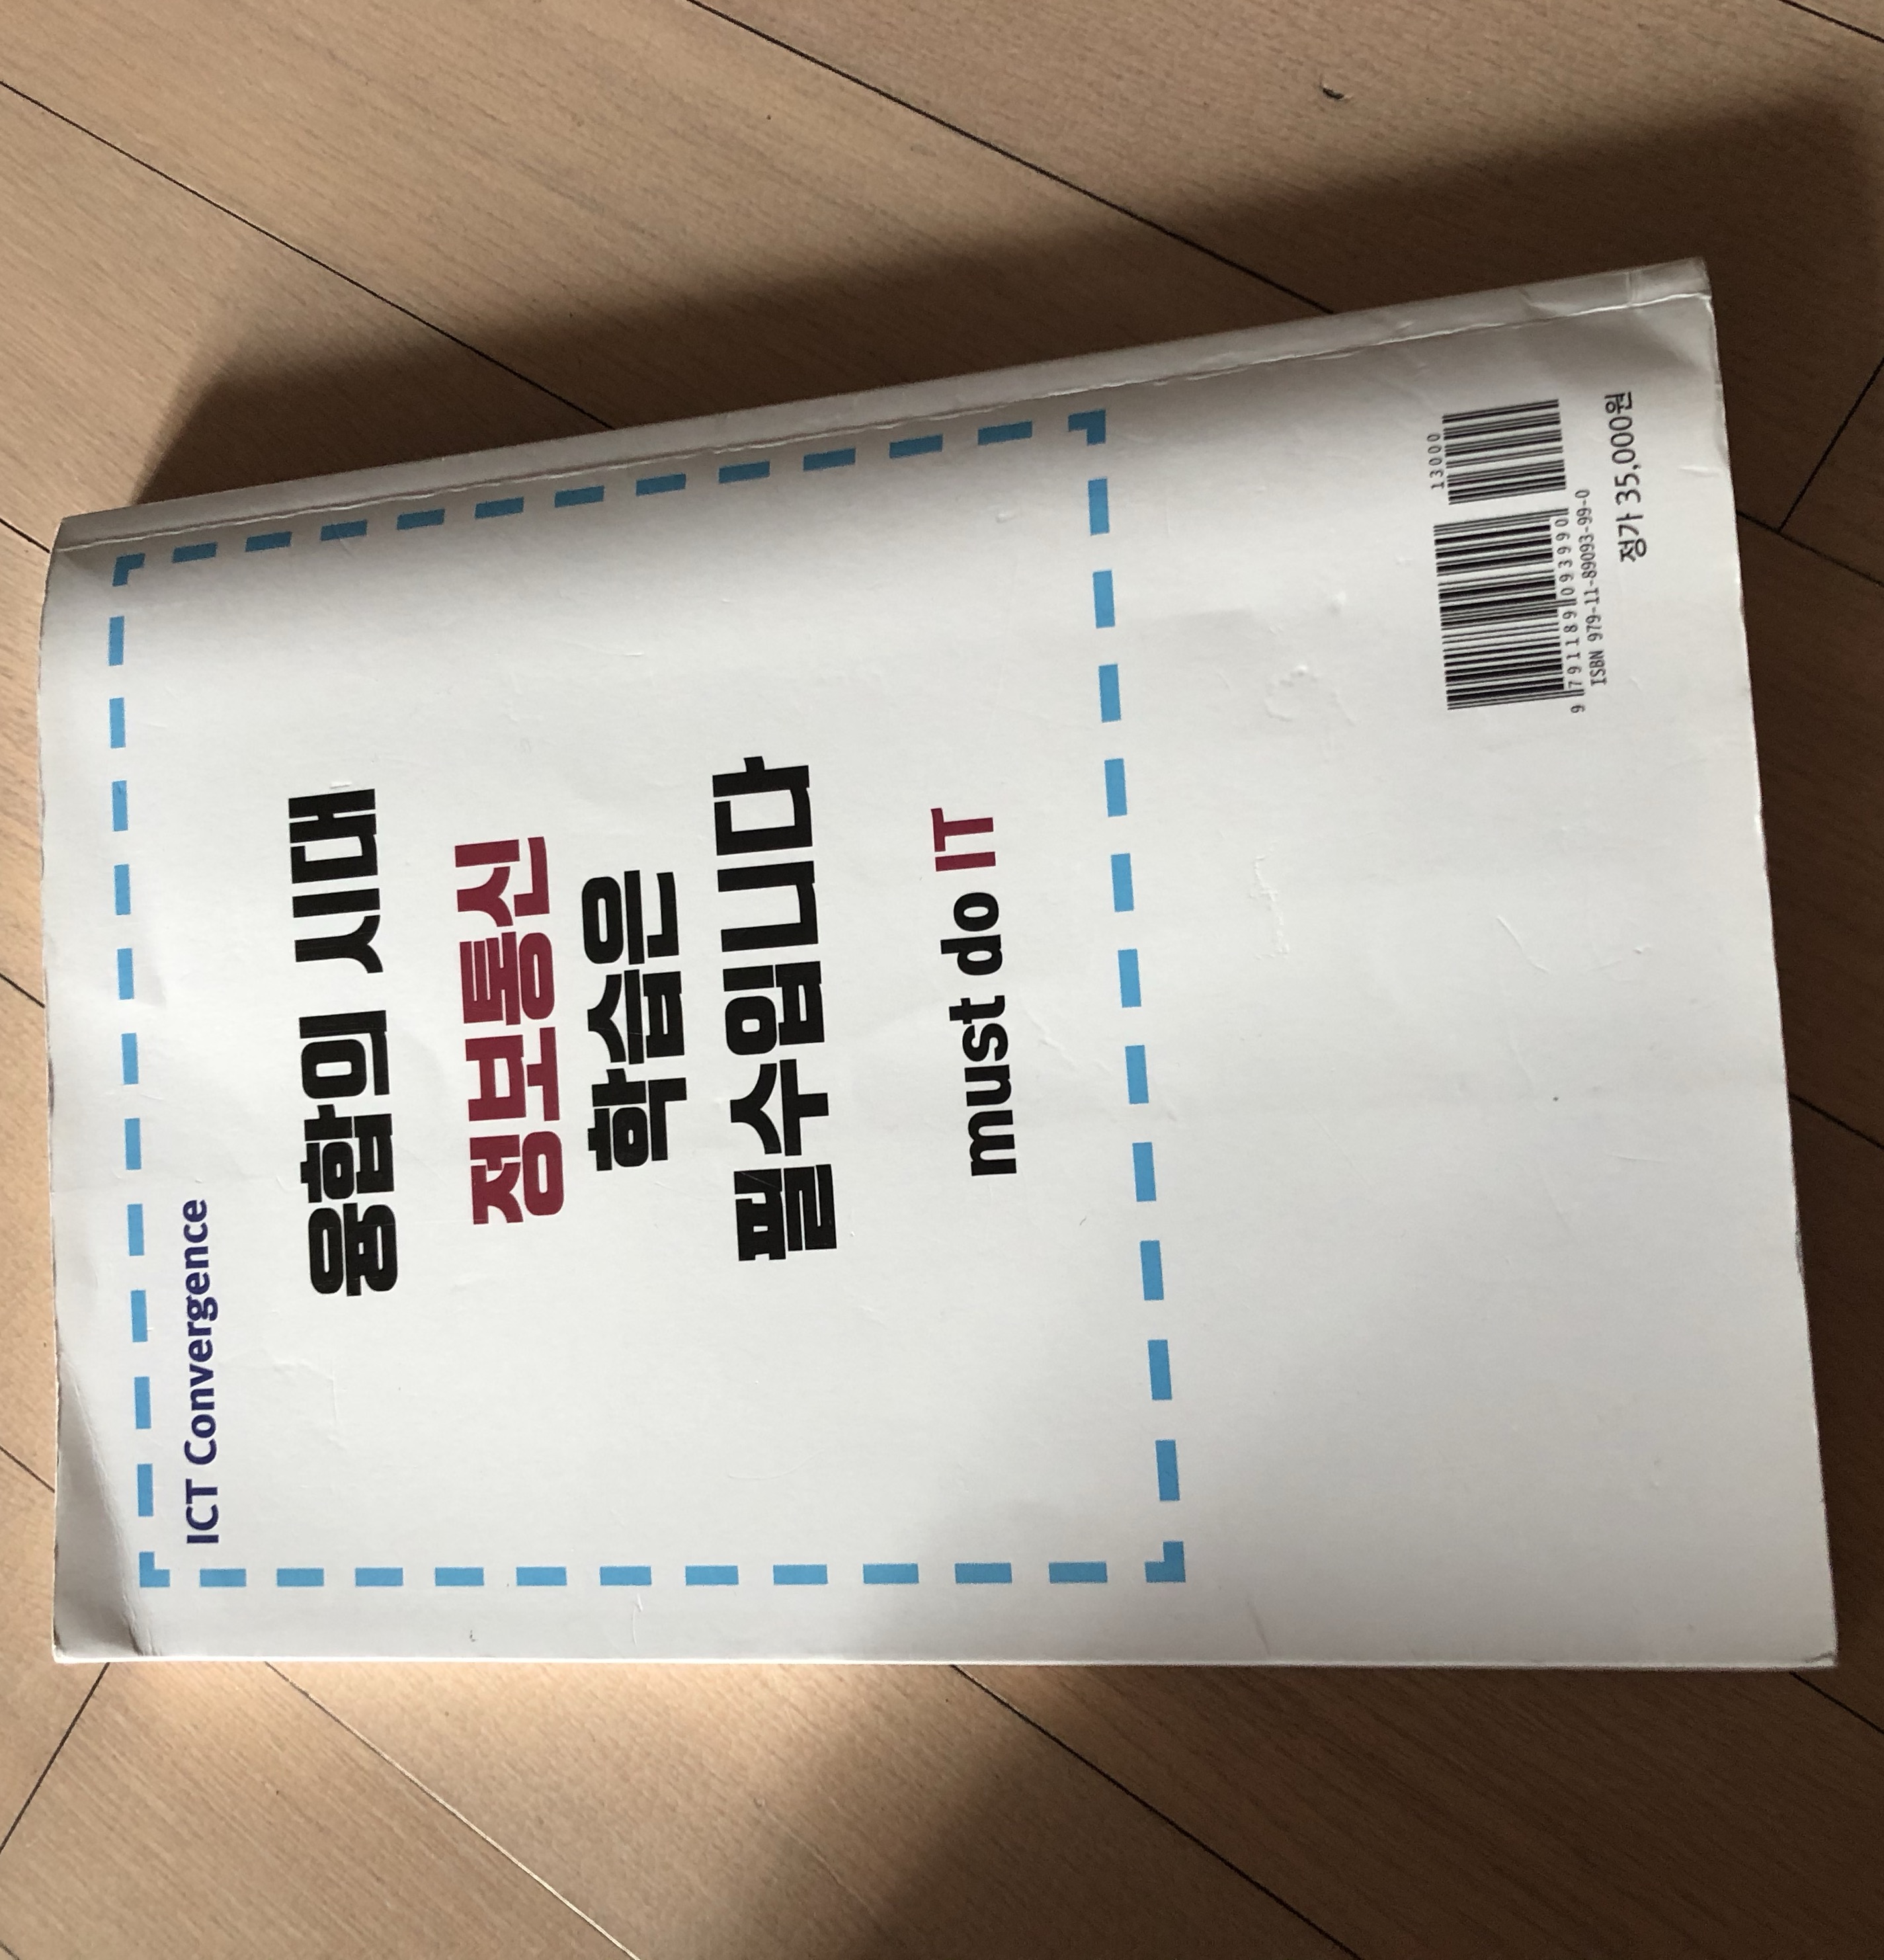 ICT Convergence
융합의 시대
정보통신
학습은
필수입니다
must do IT
13000
9 791189 093990
ISBN 979-11-89093-99-0
정가 35,000원